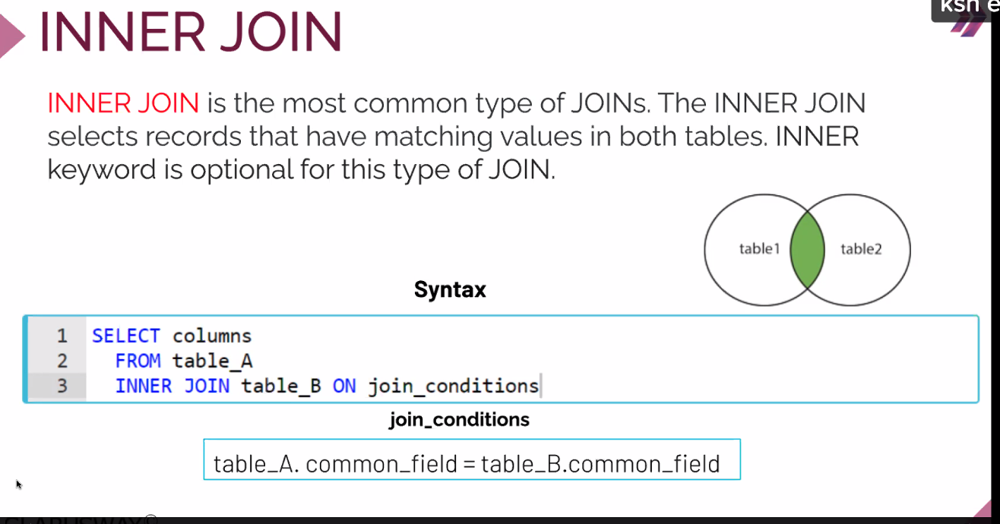 ksh e
INNER JOIN
INNER JOIN is the most common type of JOINs. The INNER JOIN
selects records that have matching values in both tables. INNER
keyword is optional for this type of JOIN.
table1 table2
Syntax
1 SELECT columns
2 FROM table_A
3 INNER JOIN table_B ON join_conditions
join_conditions
table_A. common_field = table_B.common_field
CLARUSWAY©